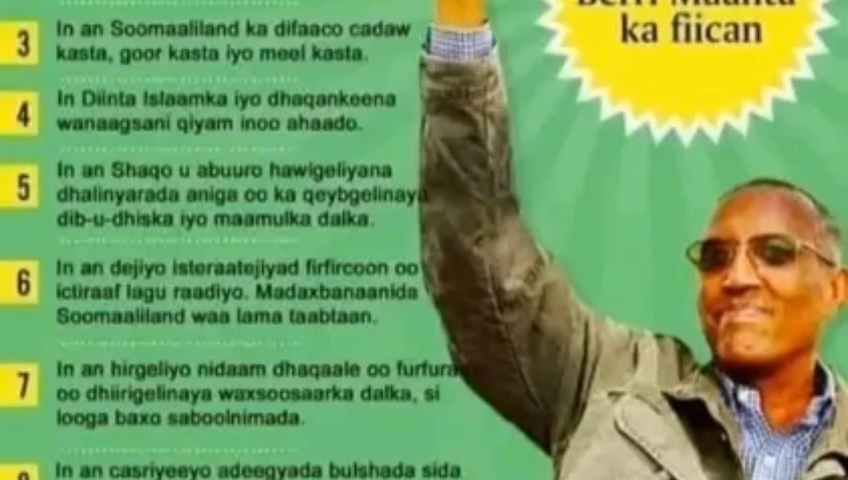 3
In an Soomaaliland ka difaaco cadaw
kasta, goor kasta iyo meel kasta.
4
In Diinta Islaamka iyo dhaqankeena
wanaagsani qiyam inoo ahaado.
5
In an Shaqo u abuuro hawlgeliyana
dhalinyarada aniga oo ka qeybgelinaya
dib-u-dhiska iyo maamulka dalka.
6
In an dejiyo isteraatejiyad firfircoon oo
ictiraaf lagu raadiyo. Madaxbanaanida
Soomaaliland waa lama taabtaan.
7
In an hirgeliyo nidaam dhaqaale oo furfuran
oo dhiirigelinaya waxsoosaarka dalka, si
looga baxo saboolnimada.
In an casriyeeyo adeegyada bulshada sida
Berri Maanta
ka fiican